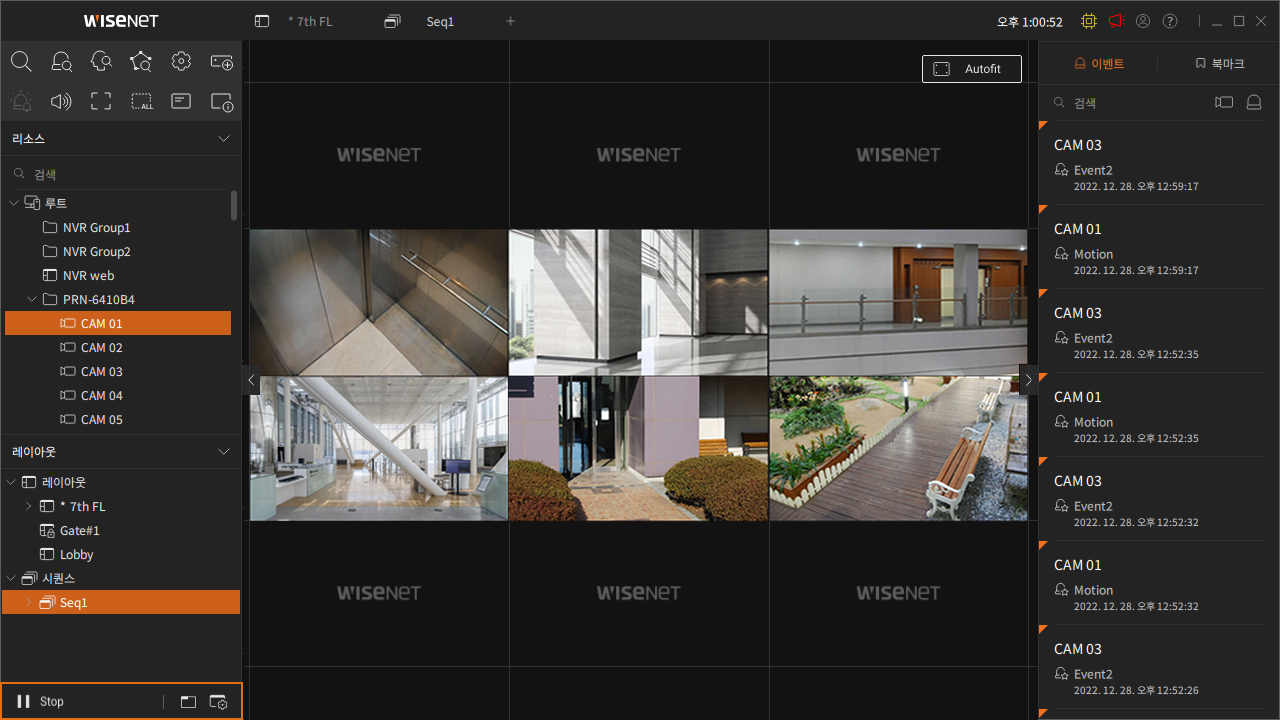 WISENET
* 7th FL
Seq1
+
오후 1:00:52
ALL
리소스
검색
루트
NVR Group1
NVR Group2
NVR web
PRN-6410B4
CAM 01
CAM 02
CAM 03
CAM 04
CAM 05
레이아웃
레이아웃
* 7th FL
Gate#1
Lobby
시퀀스
Seq1
Stop
Autofit
WISENET
WISENET
WISENET
WISENET
WISENET
WISENET
이벤트
북마크
검색
CAM 03
Event2
2022. 12. 28. 오후 12:59:17
CAM 01
Motion
2022. 12. 28. 오후 12:59:17
CAM 03
Event2
2022. 12. 28. 오후 12:52:35
CAM 01
Motion
2022. 12. 28. 오후 12:52:35
CAM 03
Event2
2022. 12. 28. 오후 12:52:32
CAM 01
Motion
2022. 12. 28. 오후 12:52:32
CAM 03
Event2
2022. 12. 28. 오후 12:52:26